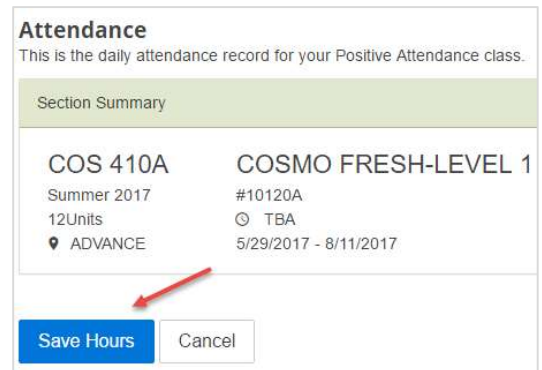 Attendance
This is the daily attendance record for your Positive Attendance class.
Section Summary
COS 410A
COSMO FRESH-LEVEL 1
Summer 2017
#10120A
12Units
TBA
ADVANCE
5/29/2017 - 8/11/2017
Save Hours
Cancel